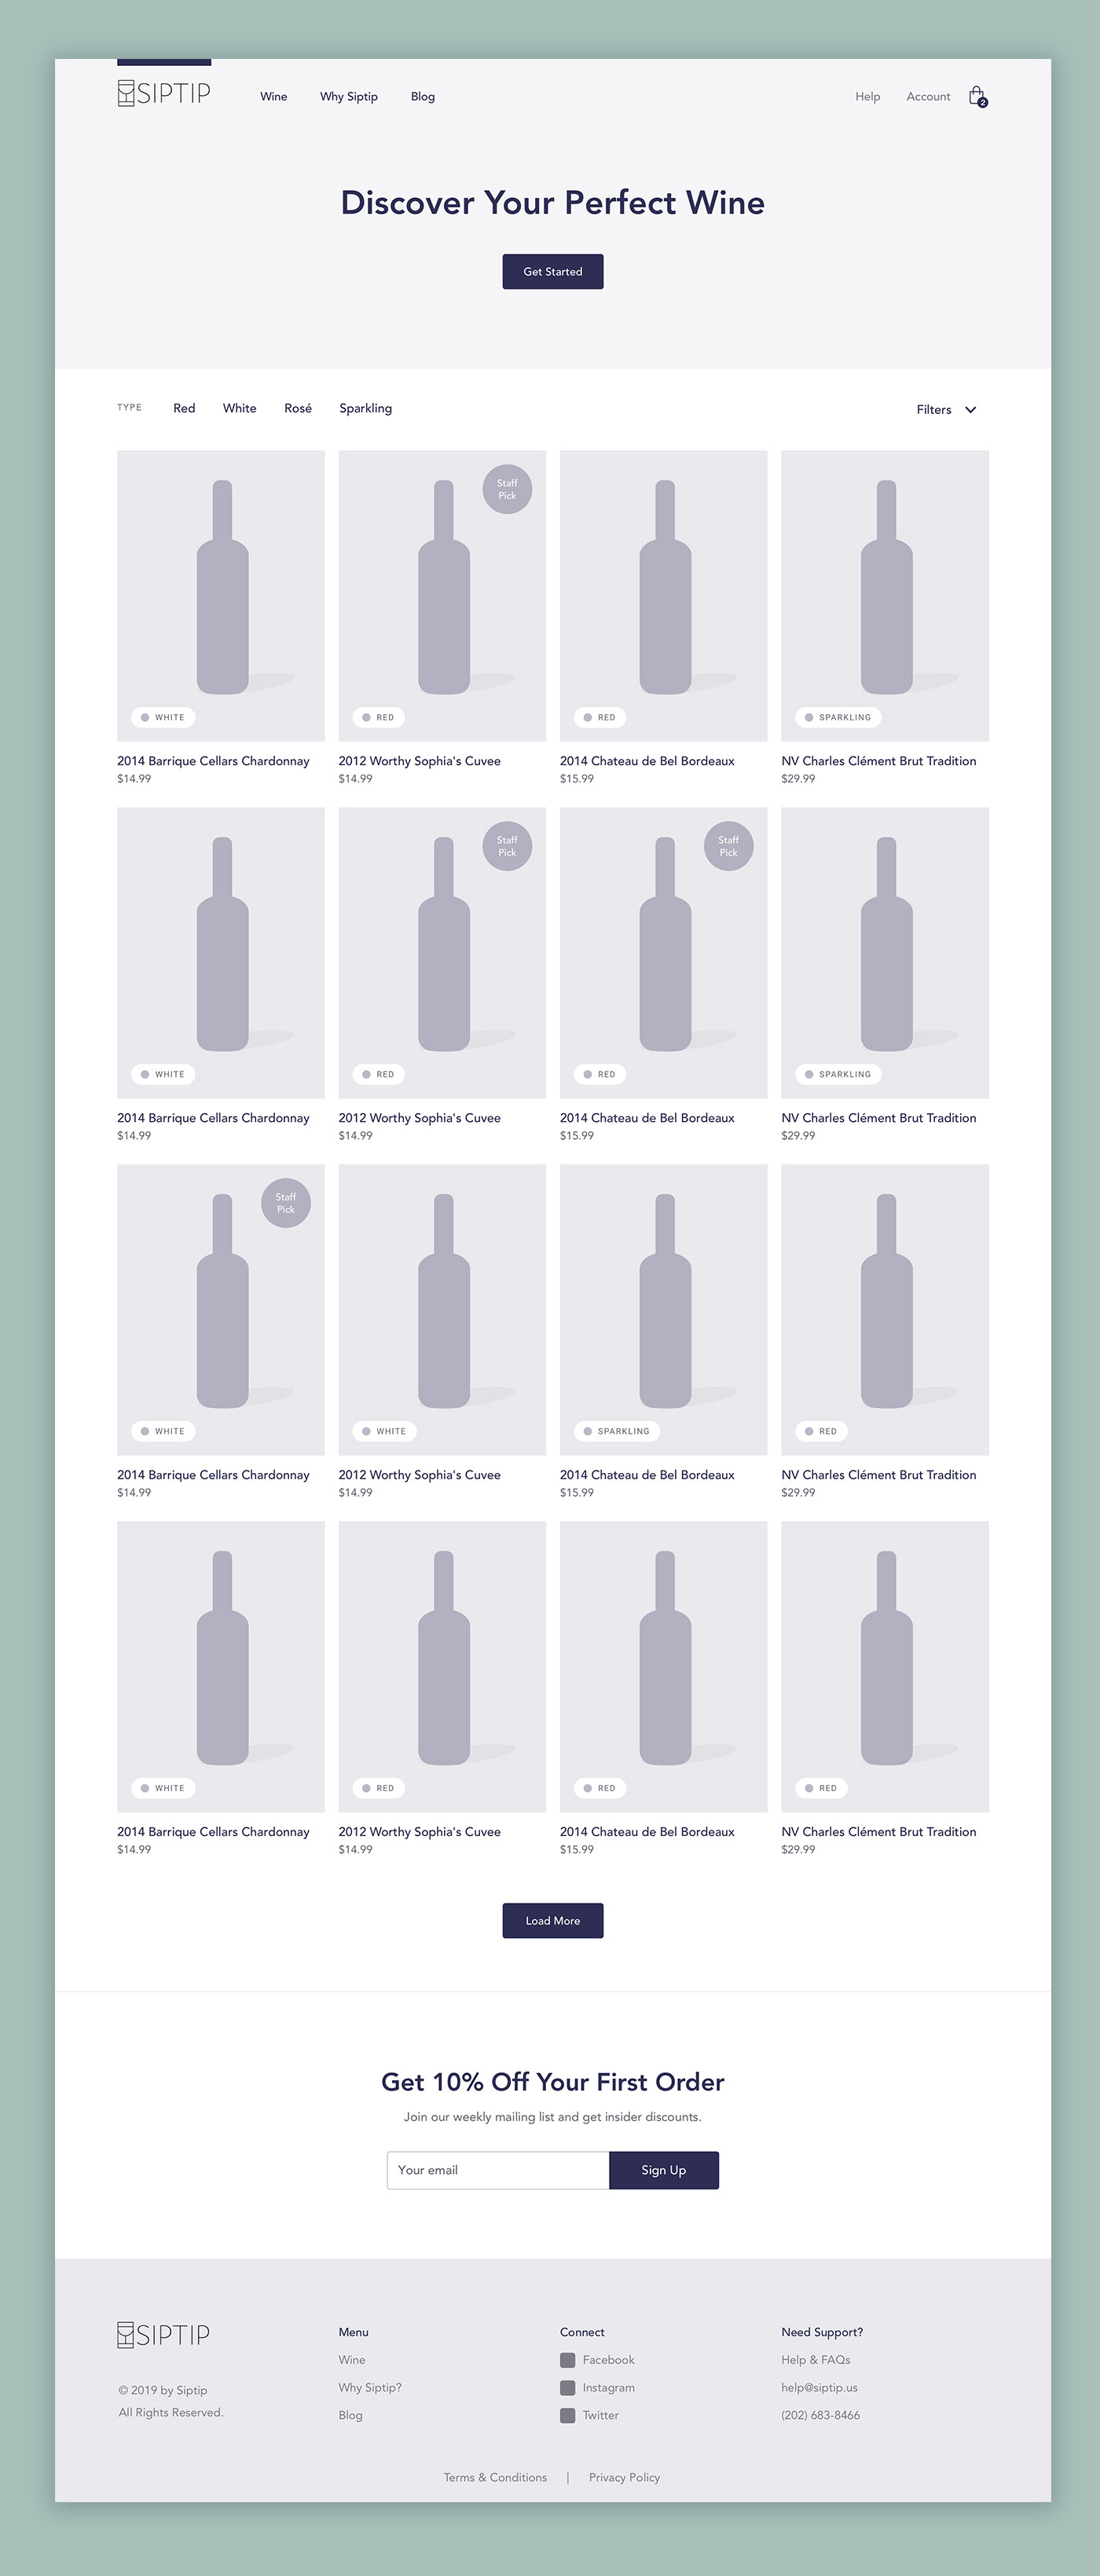 SIPTIP
Wine
Why Siptip
Blog
Help
Account
2
Discover Your Perfect Wine
Get Started
TYPE
Red
White
Rosé
Sparkling
Filters
WHITE
2014 Barrique Cellars Chardonnay
$14.99
Staff
Pick
RED
2012 Worthy Sophia's Cuvee
$14.99
RED
2014 Chateau de Bel Bordeaux
$15.99
SPARKLING
NV Charles Clément Brut Tradition
$29.99
WHITE
2014 Barrique Cellars Chardonnay
$14.99
Staff
Pick
RED
2012 Worthy Sophia's Cuvee
$14.99
Staff
Pick
RED
2014 Chateau de Bel Bordeaux
$15.99
SPARKLING
NV Charles Clément Brut Tradition
$29.99
Staff
Pick
WHITE
2014 Barrique Cellars Chardonnay
$14.99
WHITE
2012 Worthy Sophia's Cuvee
$14.99
SPARKLING
2014 Chateau de Bel Bordeaux
$15.99
RED
NV Charles Clément Brut Tradition
$29.99
WHITE
2014 Barrique Cellars Chardonnay
$14.99
RED
2012 Worthy Sophia's Cuvee
$14.99
RED
2014 Chateau de Bel Bordeaux
$15.99
RED
NV Charles Clément Brut Tradition
$29.99
Load More
Get 10% Off Your First Order
Join our weekly mailing list and get insider discounts.
Your email
Sign Up
SIPTIP
© 2019 by Siptip
All Rights Reserved.
Menu
Wine
Why Siptip?
Blog
Connect
Facebook
Instagram
Twitter
Need Support?
Help & FAQs
help@siptip.us
(202) 683-8466
Terms & Conditions | Privacy Policy